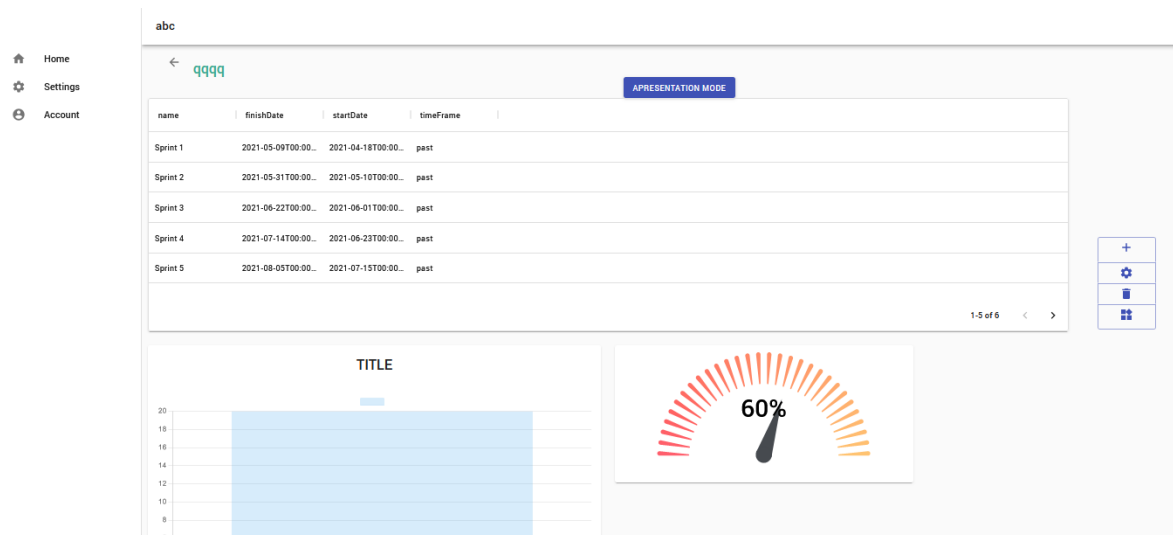 abc
Home
Settings
Account
qqqq
APRESENTATION MODE
name finishDate startDate timeFrame
Sprint 1 2021-05-09T00:00... 2021-04-18T00:00... past
Sprint 2 2021-05-31T00:00... 2021-05-10T00:00... past
Sprint 3 2021-06-22T00:00... 2021-06-01T00:00... past
Sprint 4 2021-07-14T00:00... 2021-06-23T00:00... past
Sprint 5 2021-08-05T00:00... 2021-07-15T00:00... past
1-5 of 6
TITLE
60%
20
18
16
14
12
10
8